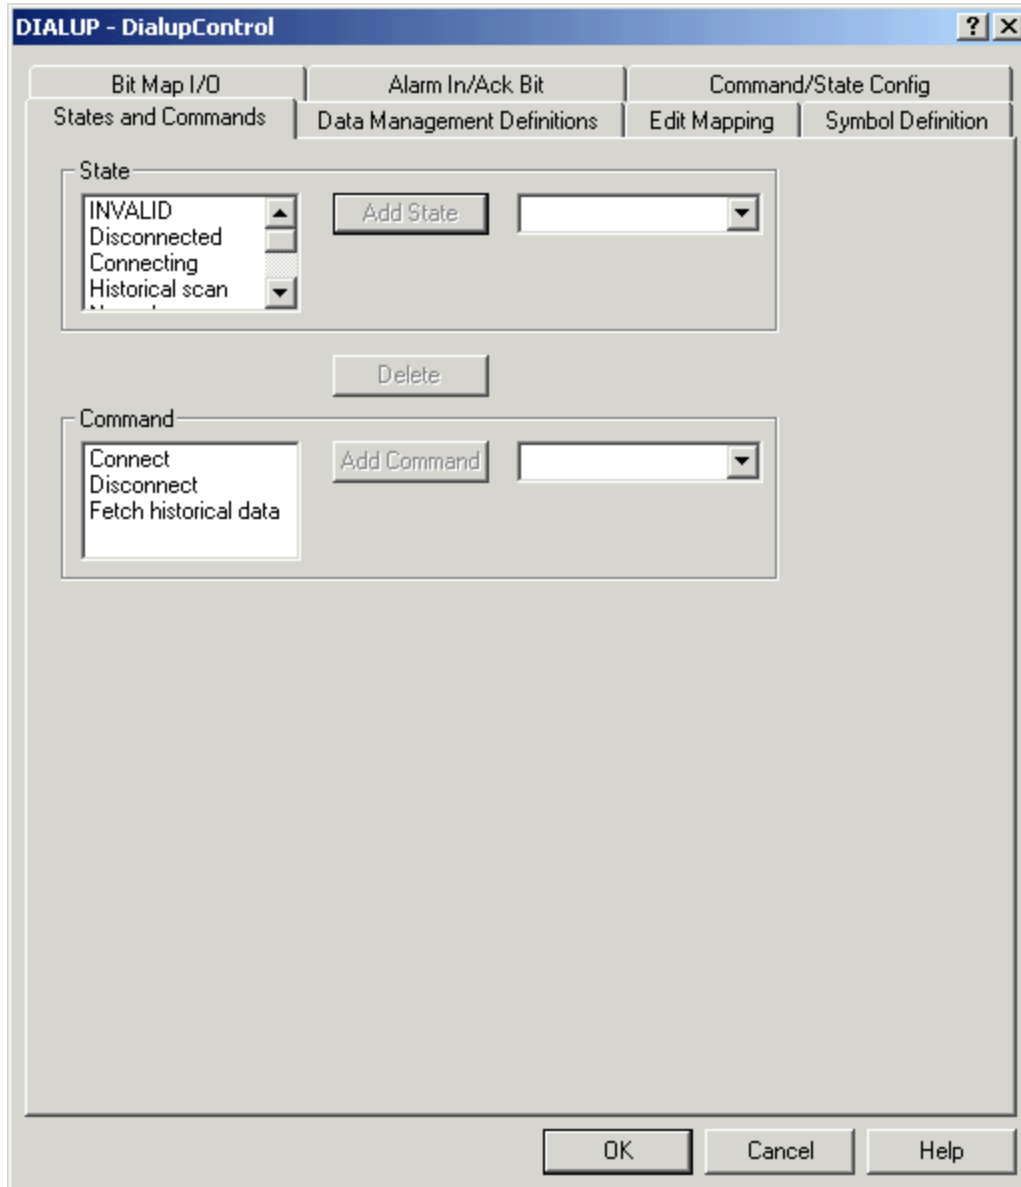 DIALUP - DialupControl
Bit Map I/O
Alarm In/Ack Bit
Command/State Config
States and Commands
Data Management Definitions
Edit Mapping
Symbol Definition
State
INVALID
Disconnected
Connecting
Historical scan
Add State
Delete
Command
Connect
Disconnect
Fetch historical data
Add Command
OK
Cancel
Help